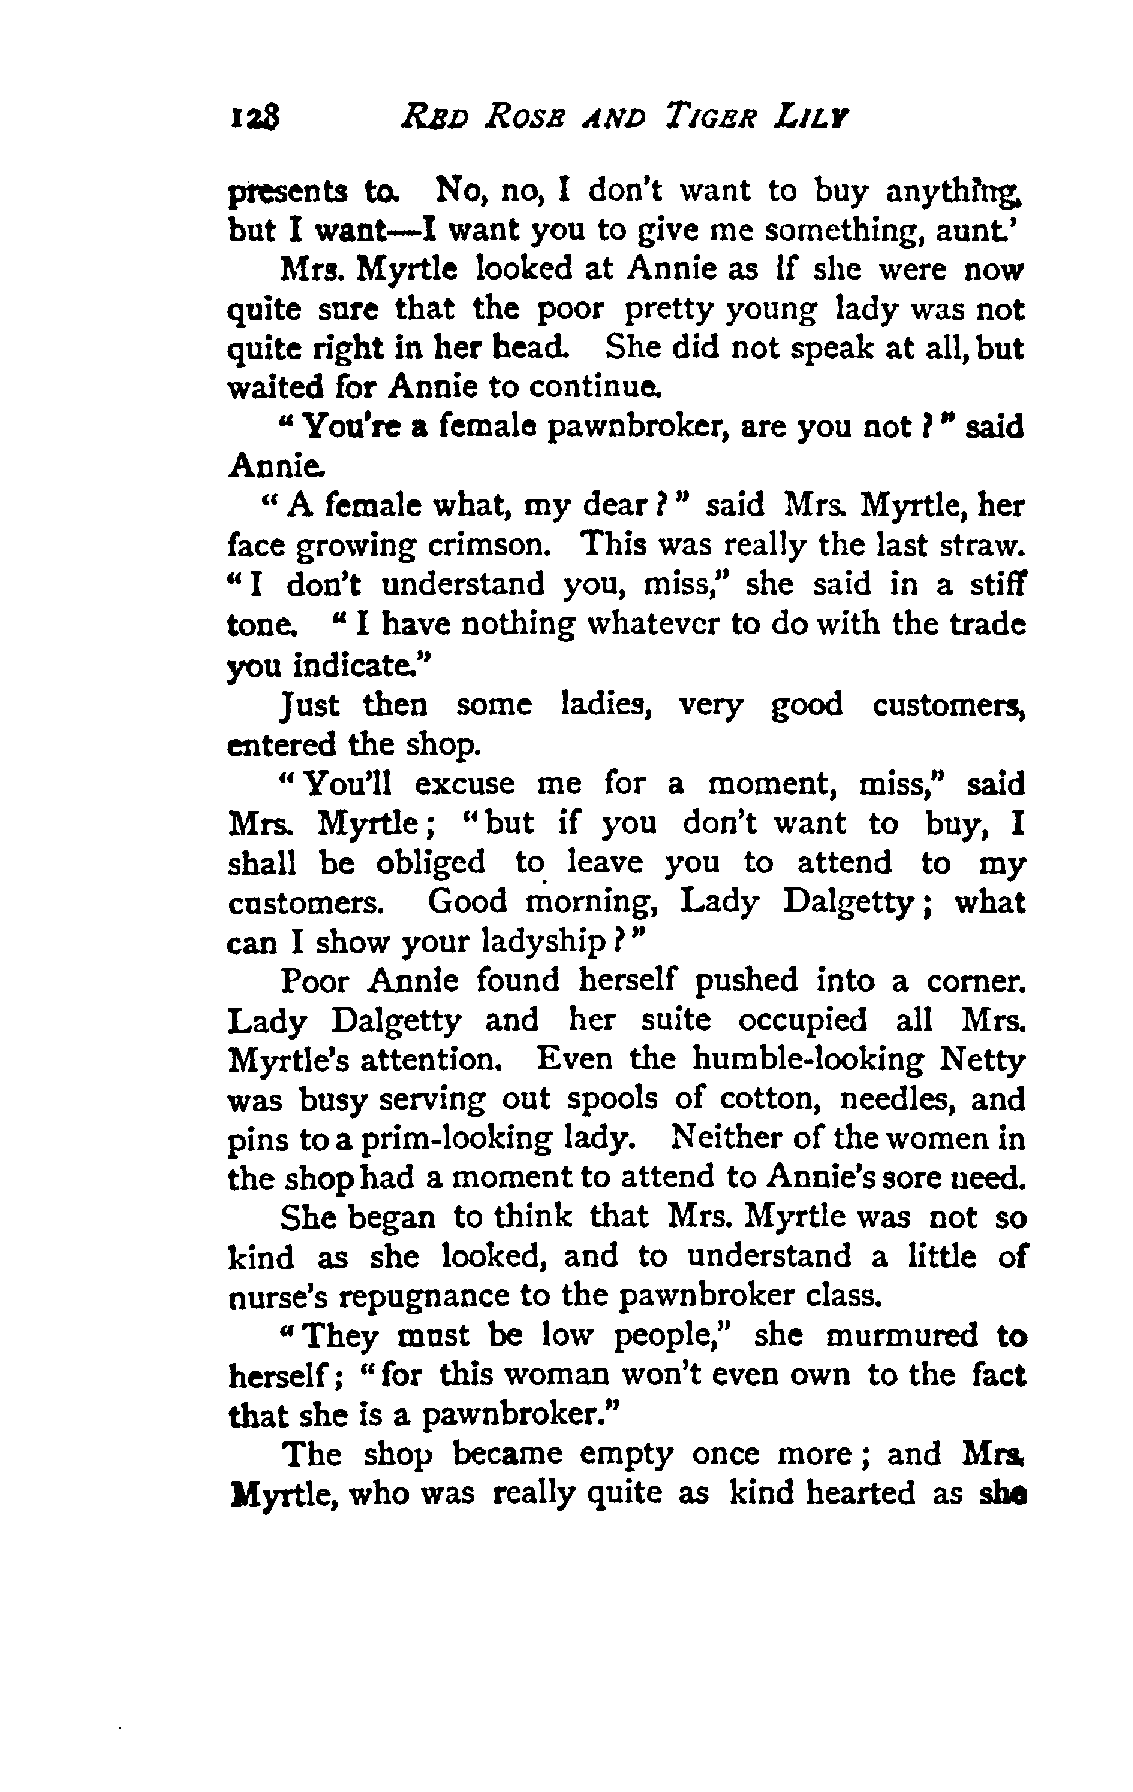 128 RED ROSE AND TIGER LILY
presents to. No, no, I don't want to buy anything,
but I want—I want you to give me something, aunt.'
Mrs. Myrtle looked at Annie as if she were now
quite sure that the poor pretty young lady was not
quite right in her head. She did not speak at all, but
waited for Annie to continue.
“You're a female pawnbroker, are you not?” said
Annie.
“A female what, my dear?” said Mrs. Myrtle, her
face growing crimson. This was really the last straw.
“I don't understand you, miss,” she said in a stiff
tone. “I have nothing whatever to do with the trade
you indicate.”
Just then some ladies, very good customers,
entered the shop.
“You'll excuse me for a moment, miss,” said
Mrs. Myrtle; “but if you don't want to buy, I
shall be obliged to leave you to attend to my
customers. Good morning, Lady Dalgetty; what
can I show your ladyship?”
Poor Annie found herself pushed into a corner.
Lady Dalgetty and her suite occupied all Mrs.
Myrtle's attention. Even the humble-looking Netty
was busy serving out spools of cotton, needles, and
pins to a prim-looking lady. Neither of the women in
the shop had a moment to attend to Annie's sore need.
She began to think that Mrs. Myrtle was not so
kind as she looked, and to understand a little of
nurse's repugnance to the pawnbroker class.
“They must be low people,” she murmured to
herself; “for this woman won't even own to the fact
that she is a pawnbroker.”
The shop became empty once more; and Mrs.
Myrtle, who was really quite as kind hearted as she